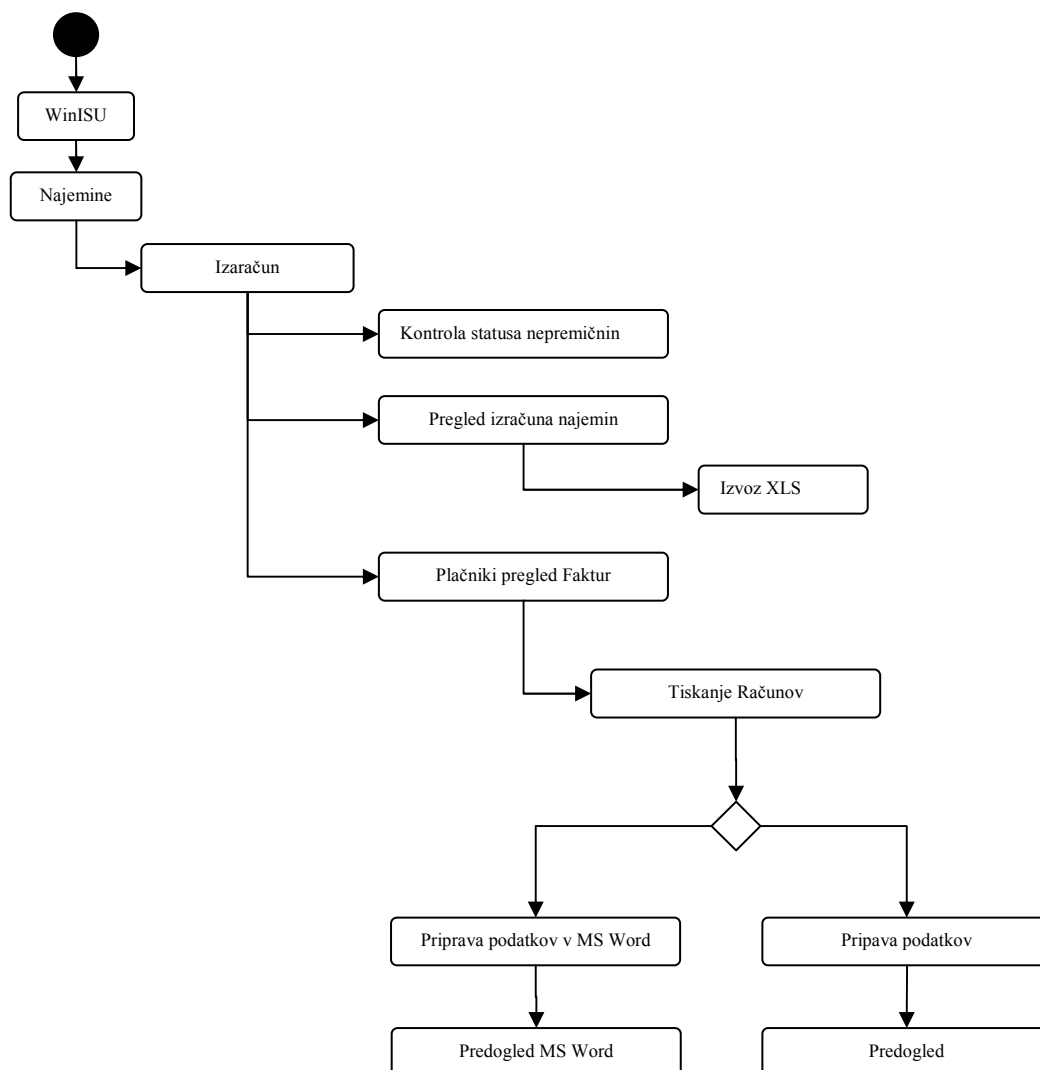 WinISU
Najemine
Izaračun
Kontrola statusa nepremičnin
Pregled izračuna najemin
Izvoz XLS
Plačniki pregled Faktur
Tiskanje Računov
Priprava podatkov v MS Word
Pripava podatkov
Predogled MS Word
Predogled